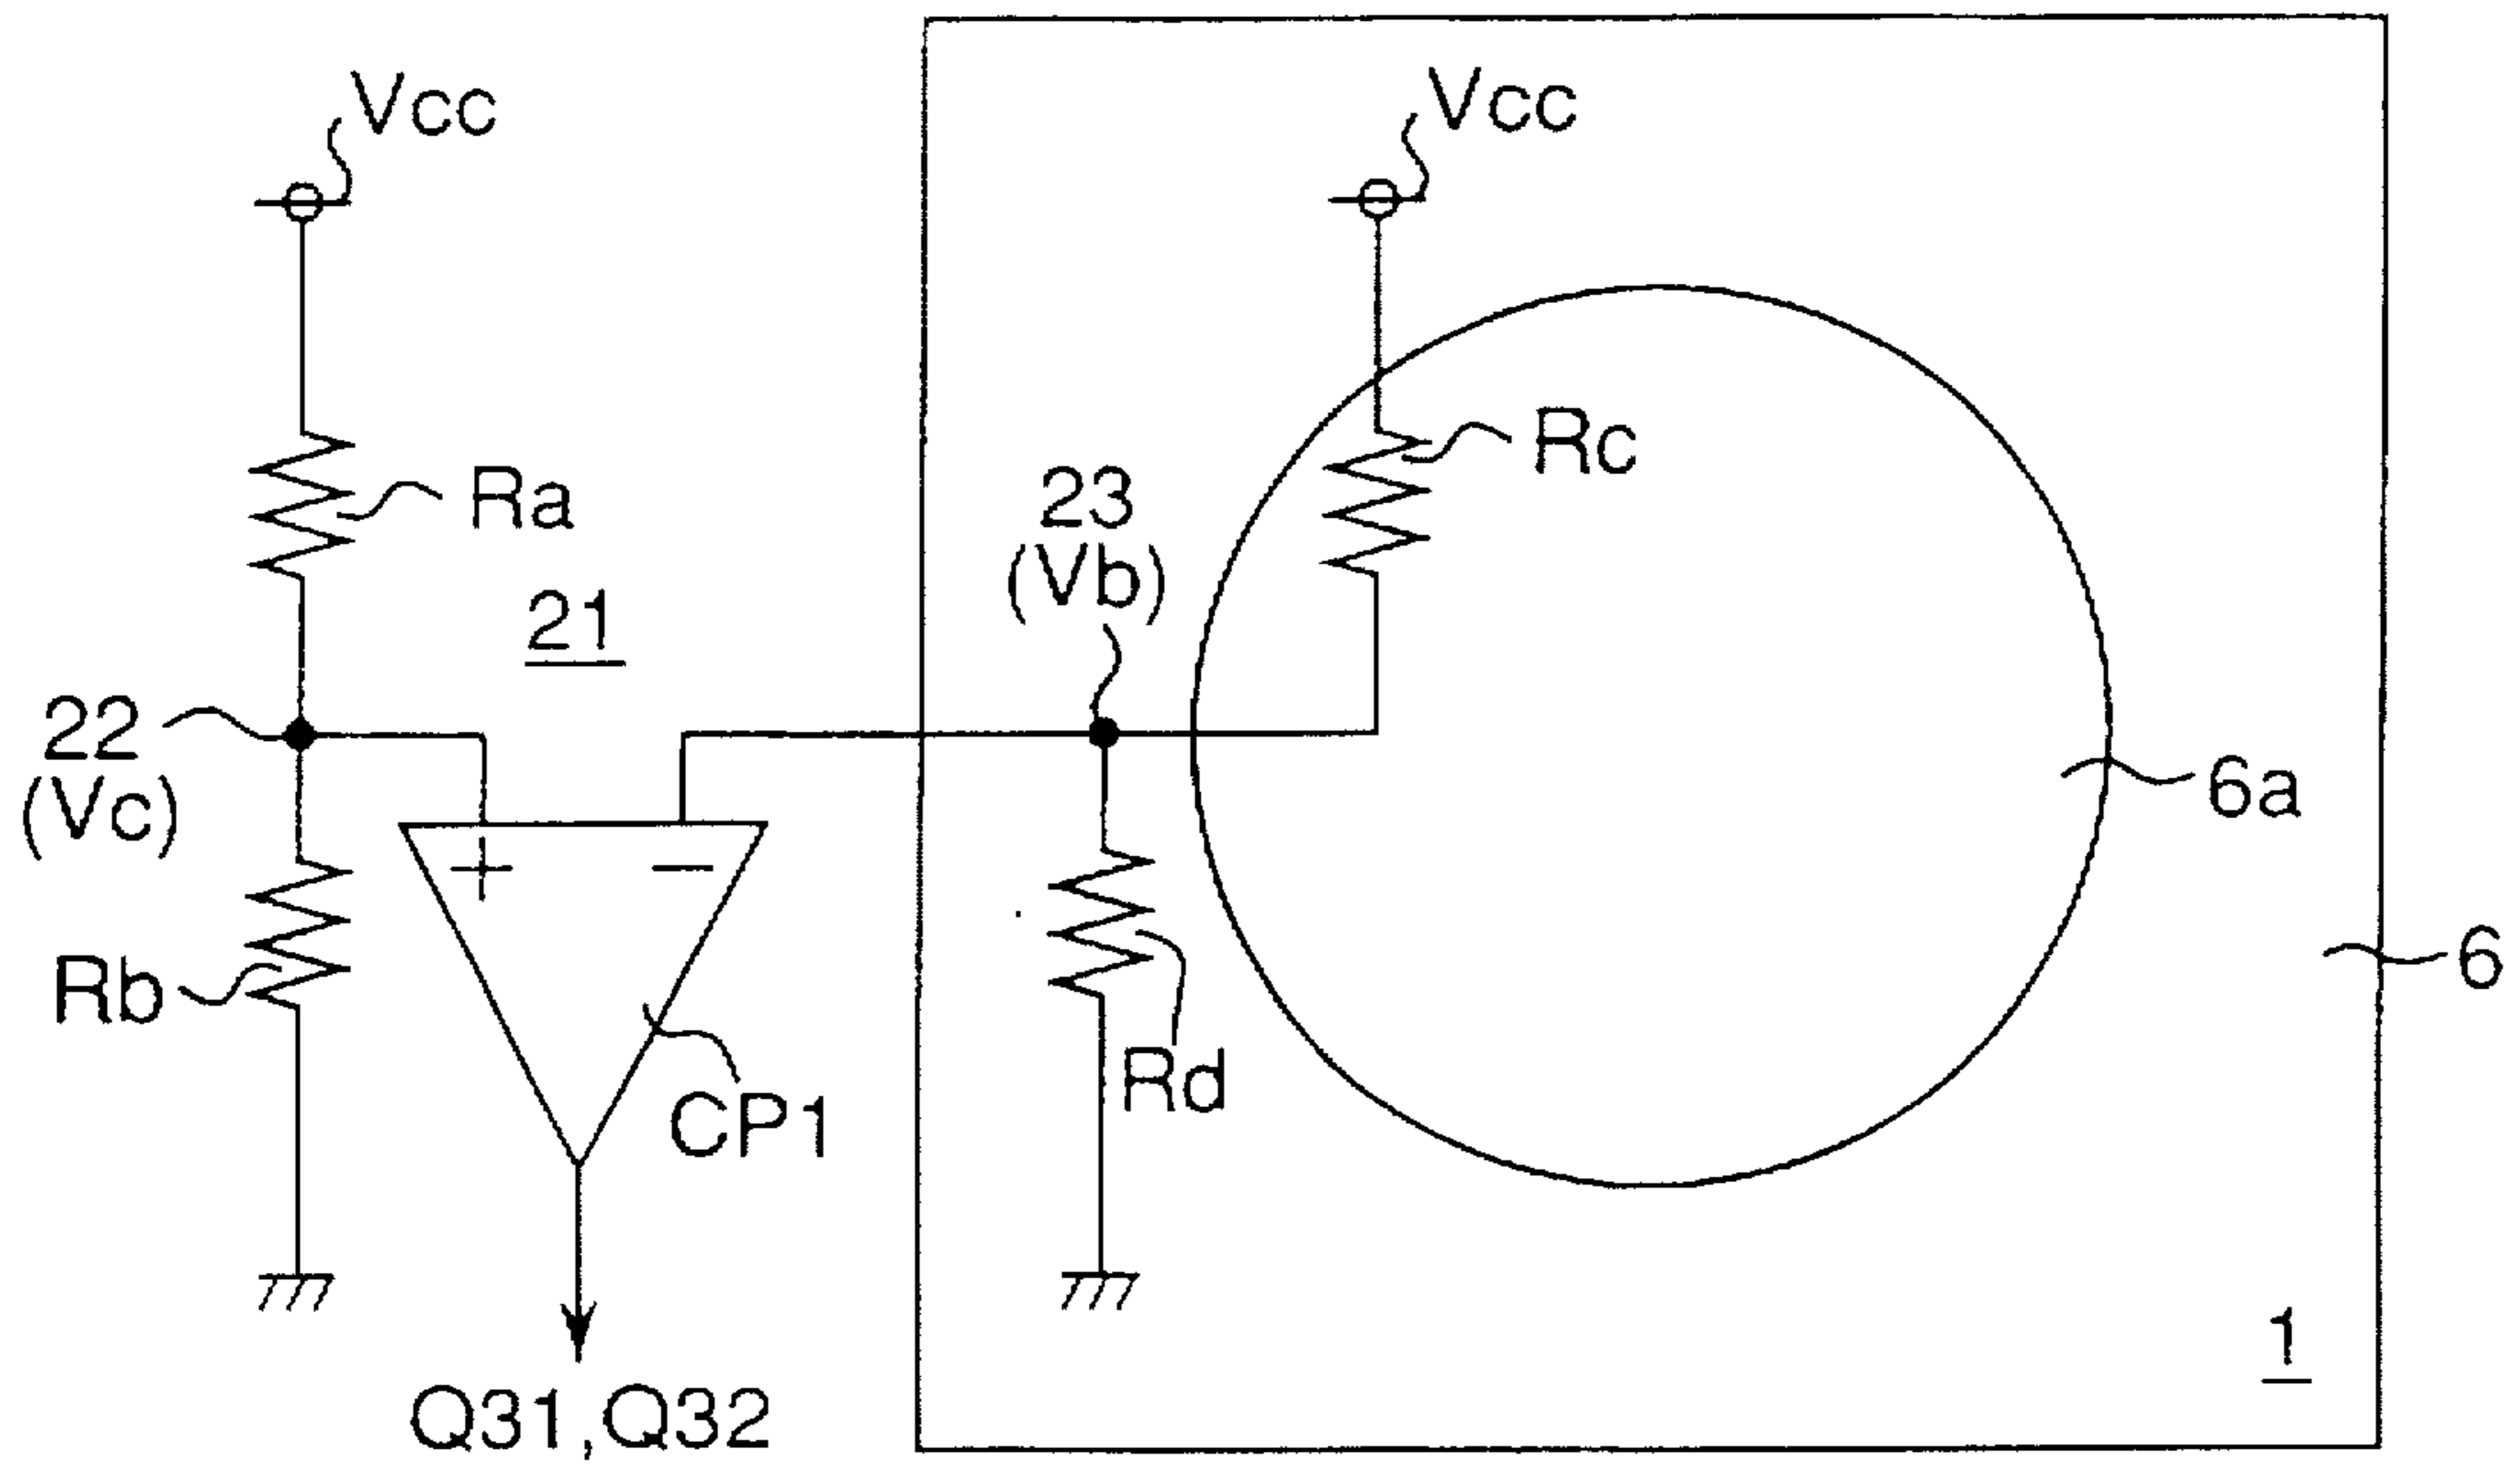 Vcc
Vcc
Ra
Rc
23
(Vb)
21
22
(Vc)
6a
Rb
6
Rd
CP1
1
Q31,Q32
+
−